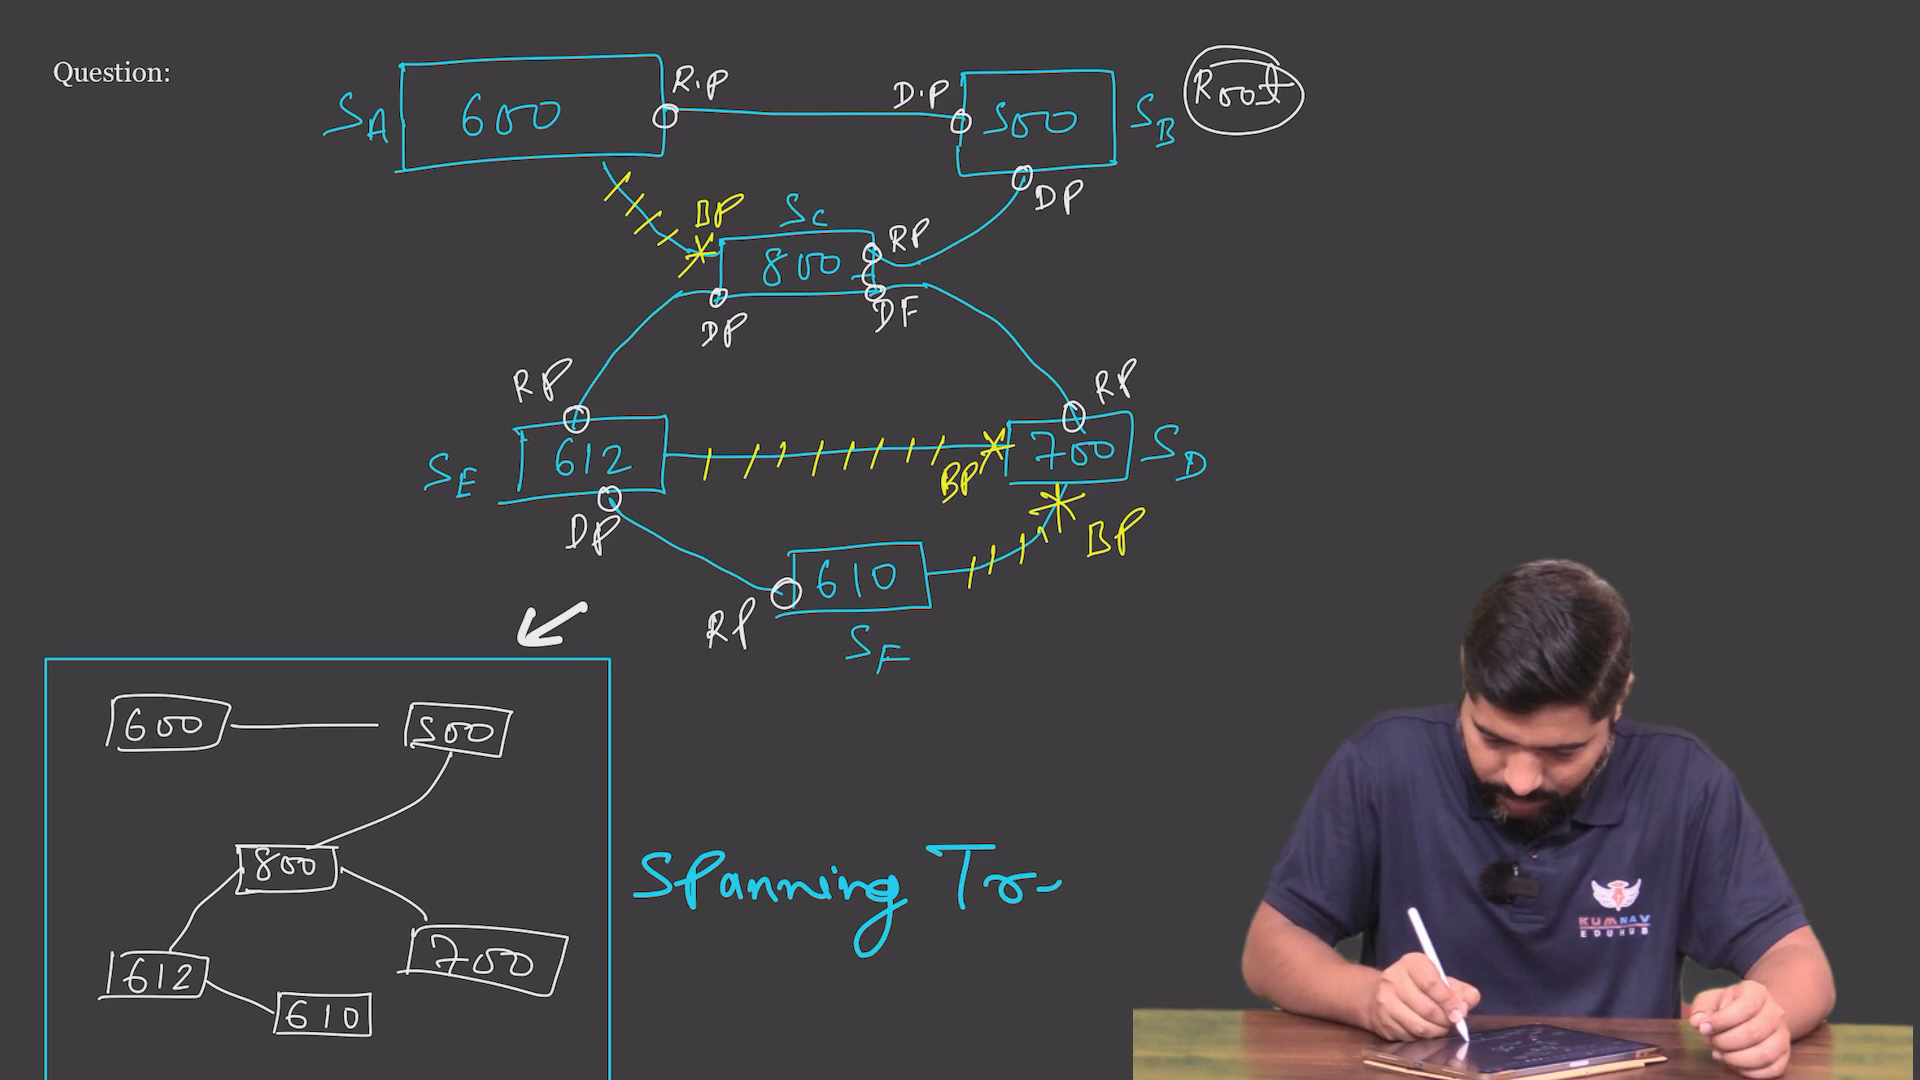 Question:
SA
600
R.P
D.P
500
SB
Root
DP
BP
SC
800
RP
DP
DF
RP
RP
SE
612
BP
700
SD
DP
BP
RP
610
SF
600
500
800
612
700
610
Spanning Tr
KUMNAV
EDUHUB